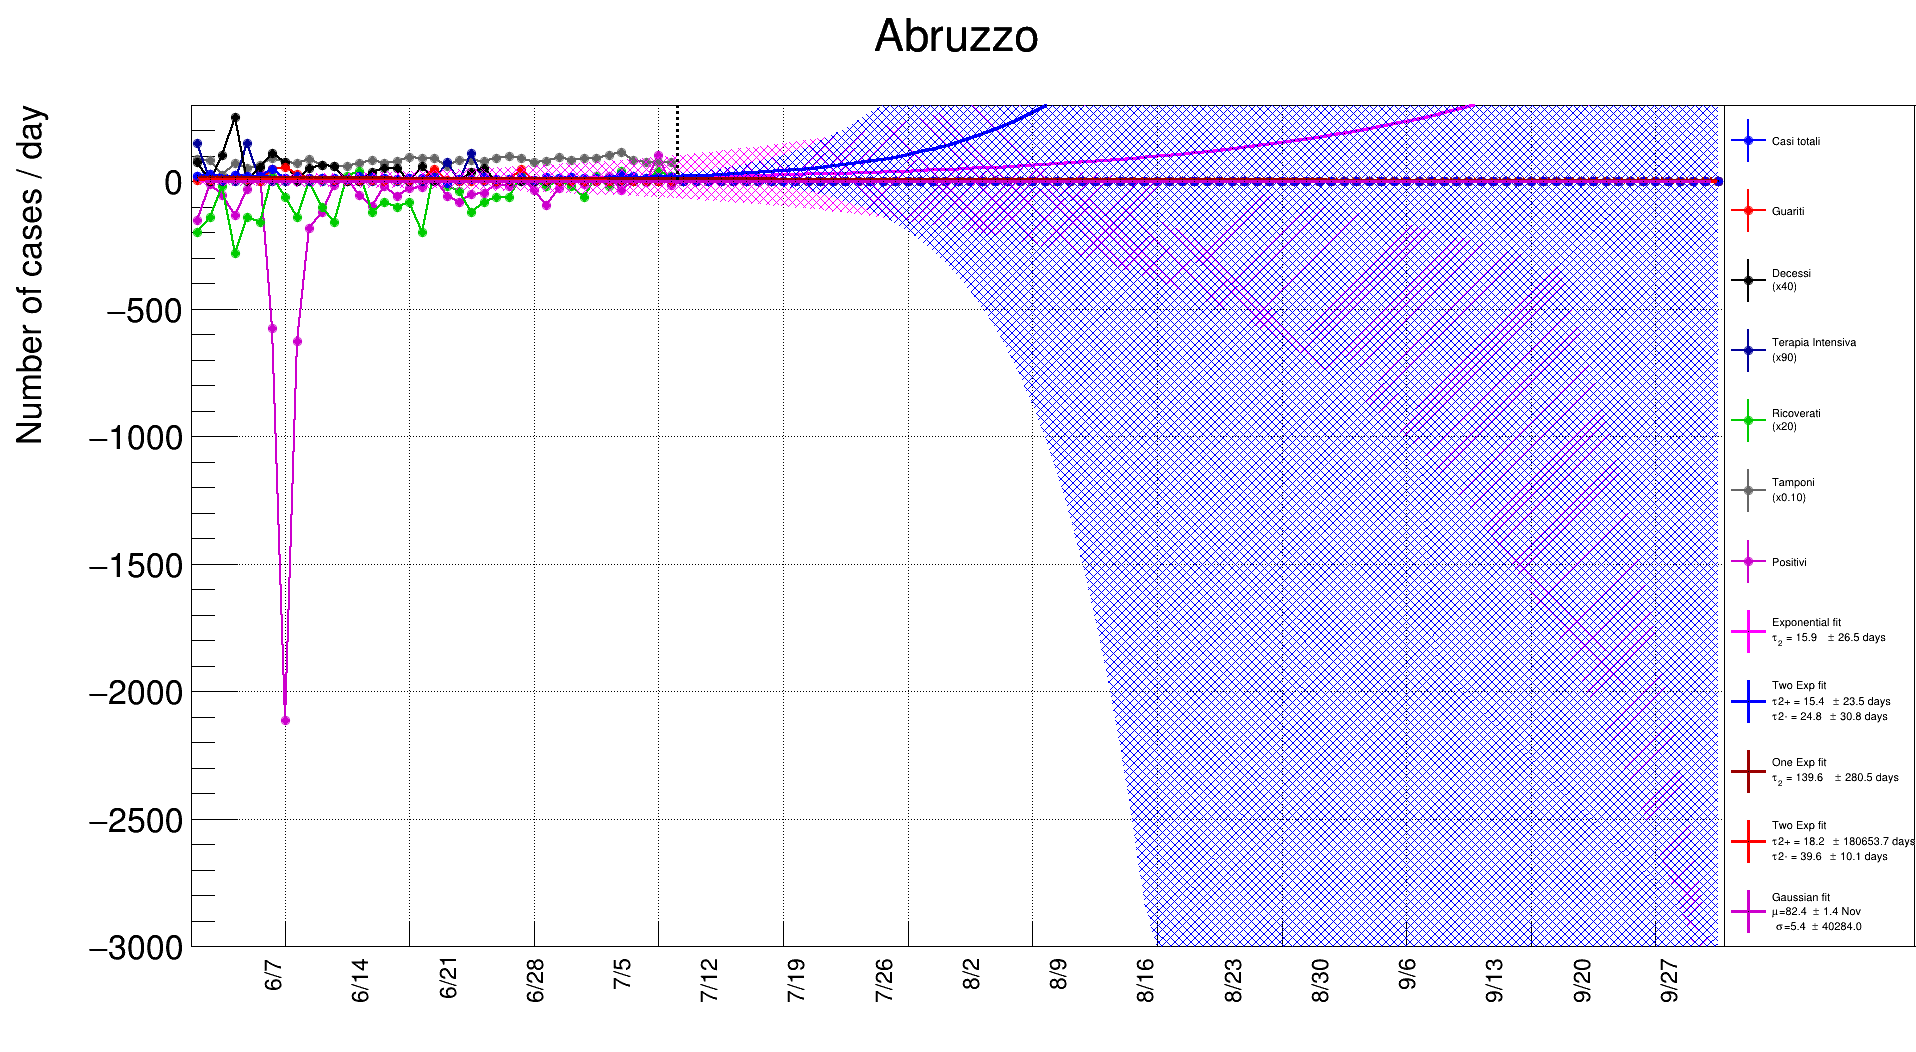 Abruzzo
Number of cases / day
0
−500
−1000
−1500
−2000
−2500
−3000
6/7
6/14
6/21
6/28
7/5
7/12
7/19
7/26
8/2
8/9
8/16
8/23
8/30
9/6
9/13
9/20
9/27
Casi totali
Guariti
Decessi
(x40)
Terapia Intensiva
(x90)
Ricoverati
(x20)
Tamponi
(x0.10)
Positivi
Exponential fit
τ2 = 15.9 ± 26.5 days
Two Exp fit
τ2+ = 15.4 ± 23.5 days
τ2- = 24.8 ± 30.8 days
One Exp fit
τ2 = 139.6 ± 280.5 days
Two Exp fit
τ2+ = 18.2 ± 180653.7 days
τ2- = 39.6 ± 10.1 days
Gaussian fit
μ=82.4 ± 1.4 Nov
σ=5.4 ± 40284.0